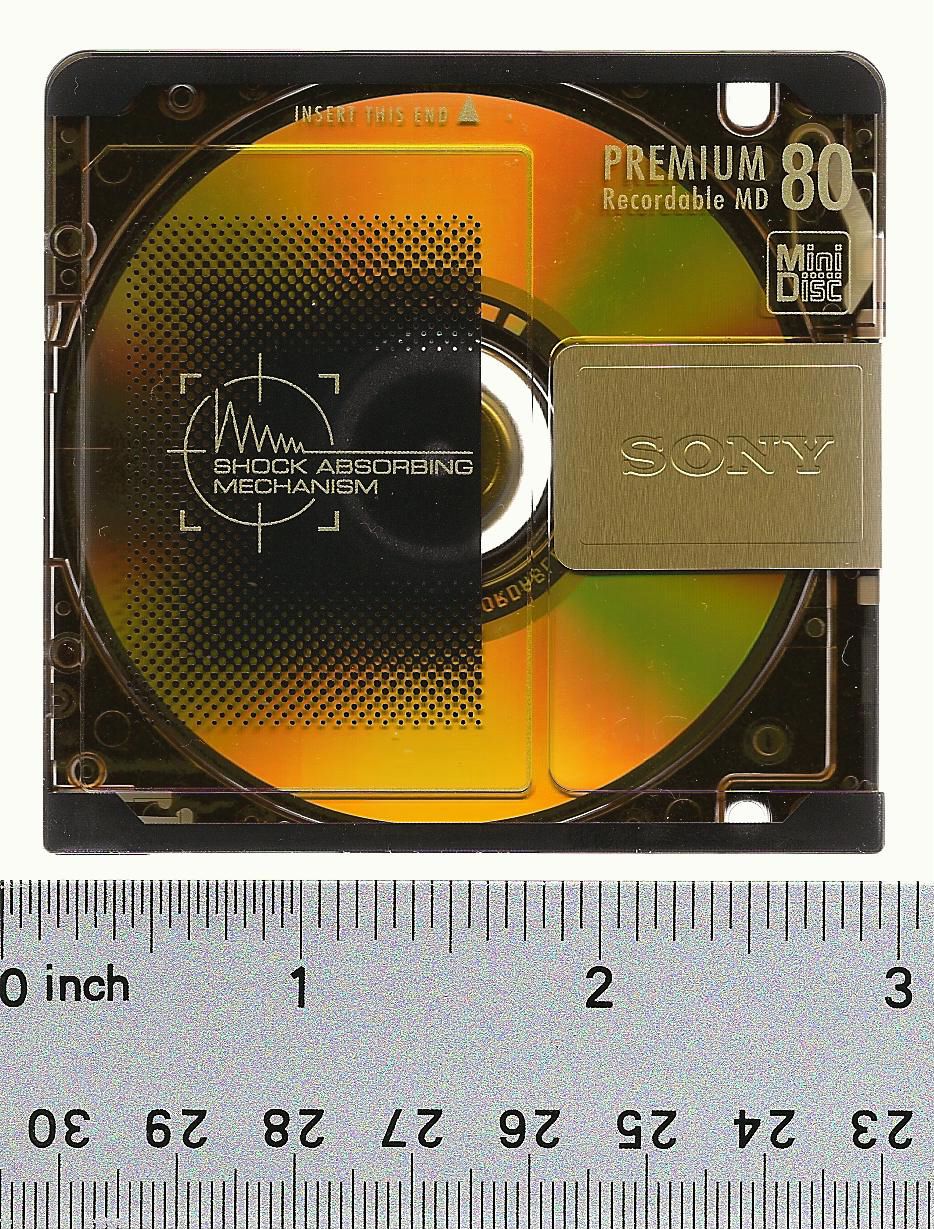 INSERT THIS END
PREMIUM 80
Recordable MD
Mini
Disc
SONY
SHOCK ABSORBING
MECHANISM
0 inch 1 2 3
30 29 28 27 26 25 24 23